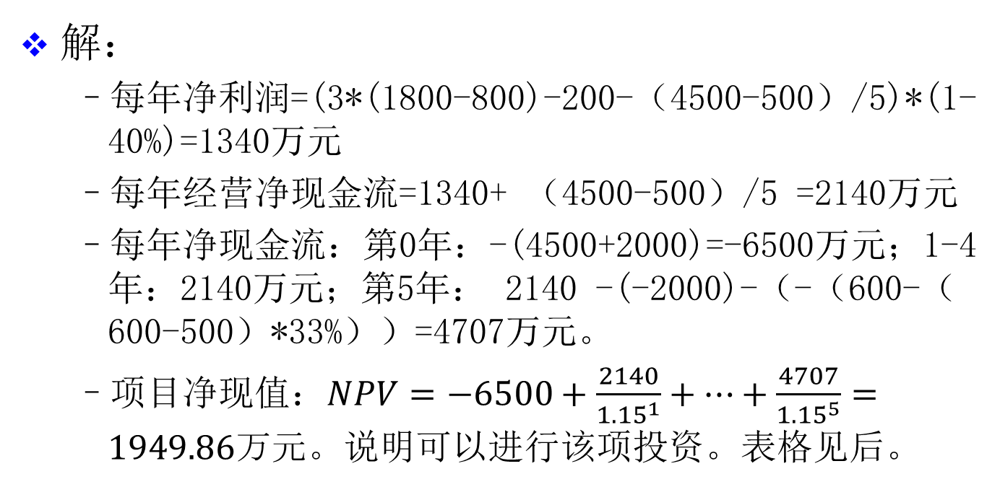 ❖ 解：
– 每年净利润=(3*(1800-800)-200-（4500-500）/5)*(1-
40%)=1340万元
– 每年经营净现金流=1340+ （4500-500）/5 =2140万元
– 每年净现金流：第0年：-(4500+2000)=-6500万元；1-4
年：2140万元；第5年： 2140 -(-2000)-（-（600-（
600-500）*33%））=4707万元。
– 项目净现值：$NPV = -6500 + \frac{2140}{1.15^1} + \cdots + \frac{4707}{1.15^5} =$
1949.86万元。说明可以进行该项投资。表格见后。